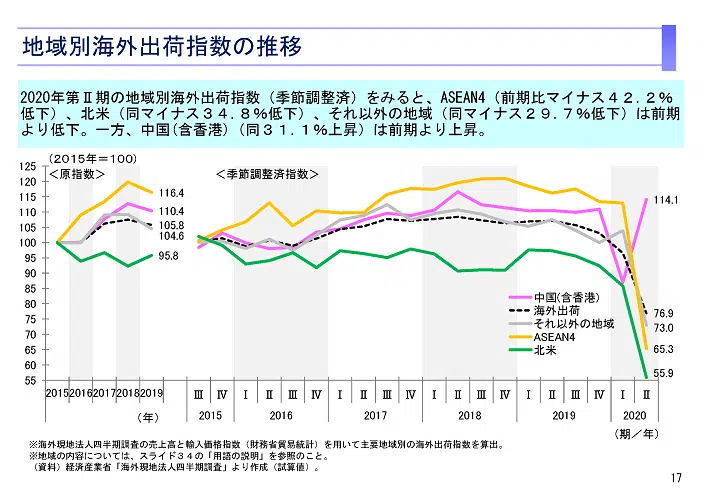 地域別海外出荷指数の推移
2020年第Ⅱ期の地域別海外出荷指数（季節調整済）をみると、ASEAN4（前期比マイナス４２.２％
低下）、北米（同マイナス３４.８％低下）、それ以外の地域（同マイナス２９.７％低下）は前期
より低下。一方、中国(含香港)（同３１.１％上昇）は前期より上昇。
（2015年＝100）
＜原指数＞
＜季節調整済指数＞
125
120
115
110
105
100
95
90
85
80
75
70
65
60
55
116.4
110.4
105.8
104.6
95.8
114.1
76.9
73.0
65.3
55.9
中国(含香港)
海外出荷
それ以外の地域
ASEAN4
北米
2015 2016 2017 2018 2019
（年）
Ⅲ Ⅳ Ⅰ Ⅱ Ⅲ Ⅳ Ⅰ Ⅱ Ⅲ Ⅳ Ⅰ Ⅱ Ⅲ Ⅳ Ⅰ Ⅱ Ⅲ Ⅳ Ⅰ Ⅱ
2015 2016 2017 2018 2019 2020
（期／年）
※海外現地法人四半期調査の売上高と輸入価格指数（財務省貿易統計）を用いて主要地域別の海外出荷指数を算出。
※地域の内容については、スライド３４の「用語の説明」を参照のこと。
（資料）経済産業省「海外現地法人四半期調査」より作成（試算値）。
17